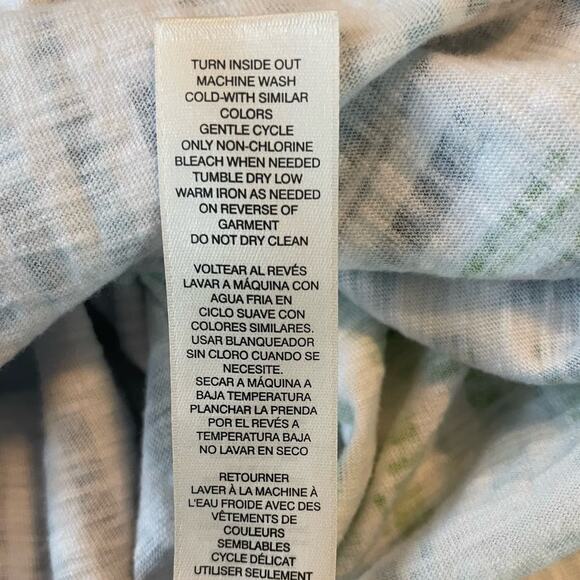 TURN INSIDE OUT
MACHINE WASH
COLD-WITH SIMILAR
COLORS
GENTLE CYCLE
ONLY NON-CHLORINE
BLEACH WHEN NEEDED
TUMBLE DRY LOW
WARM IRON AS NEEDED
ON REVERSE OF
GARMENT
DO NOT DRY CLEAN
VOLTEAR AL REVÉS
LAVAR A MÁQUINA CON
AGUA FRIA EN
CICLO SUAVE CON
COLORES SIMILARES.
USAR BLANQUEADOR
SIN CLORO CUANDO SE
NECESITE.
SECAR A MÁQUINA A
BAJA TEMPERATURA
PLANCHAR LA PRENDA
POR EL REVÉS A
TEMPERATURA BAJA
NO LAVAR EN SECO
RETOURNER
LAVER À LA MACHINE À
L'EAU FROIDE AVEC DES
VÊTEMENTS DE
COULEURS
SEMBLABLES
CYCLE DÉLICAT
UTILISER SEULEMENT